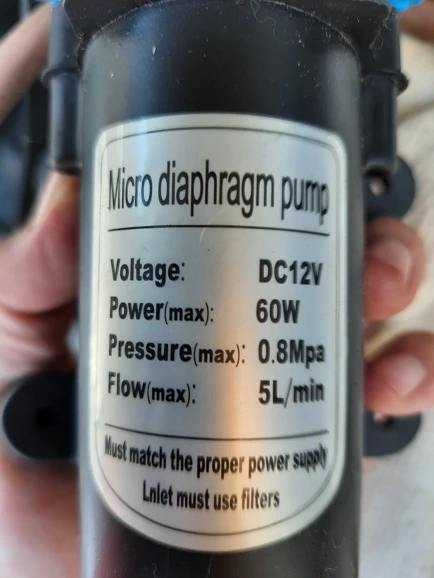 Micro diaphragm pump
Voltage: DC12V
Power(max): 60W
Pressure(max): 0.8Mpa
Flow(max): 5L/min
Must match the proper power supply
Lnlet must use filters